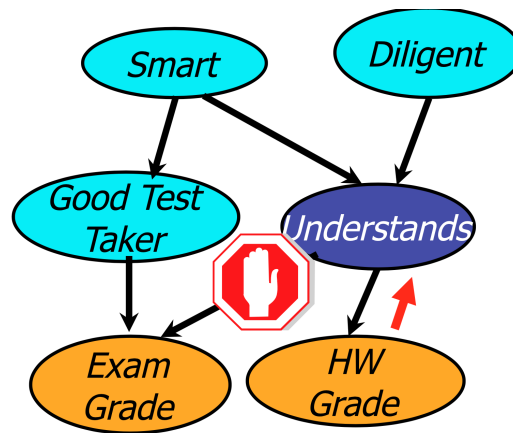 Smart
Diligent
Good Test
Taker
Understands
Exam
Grade
HW
Grade